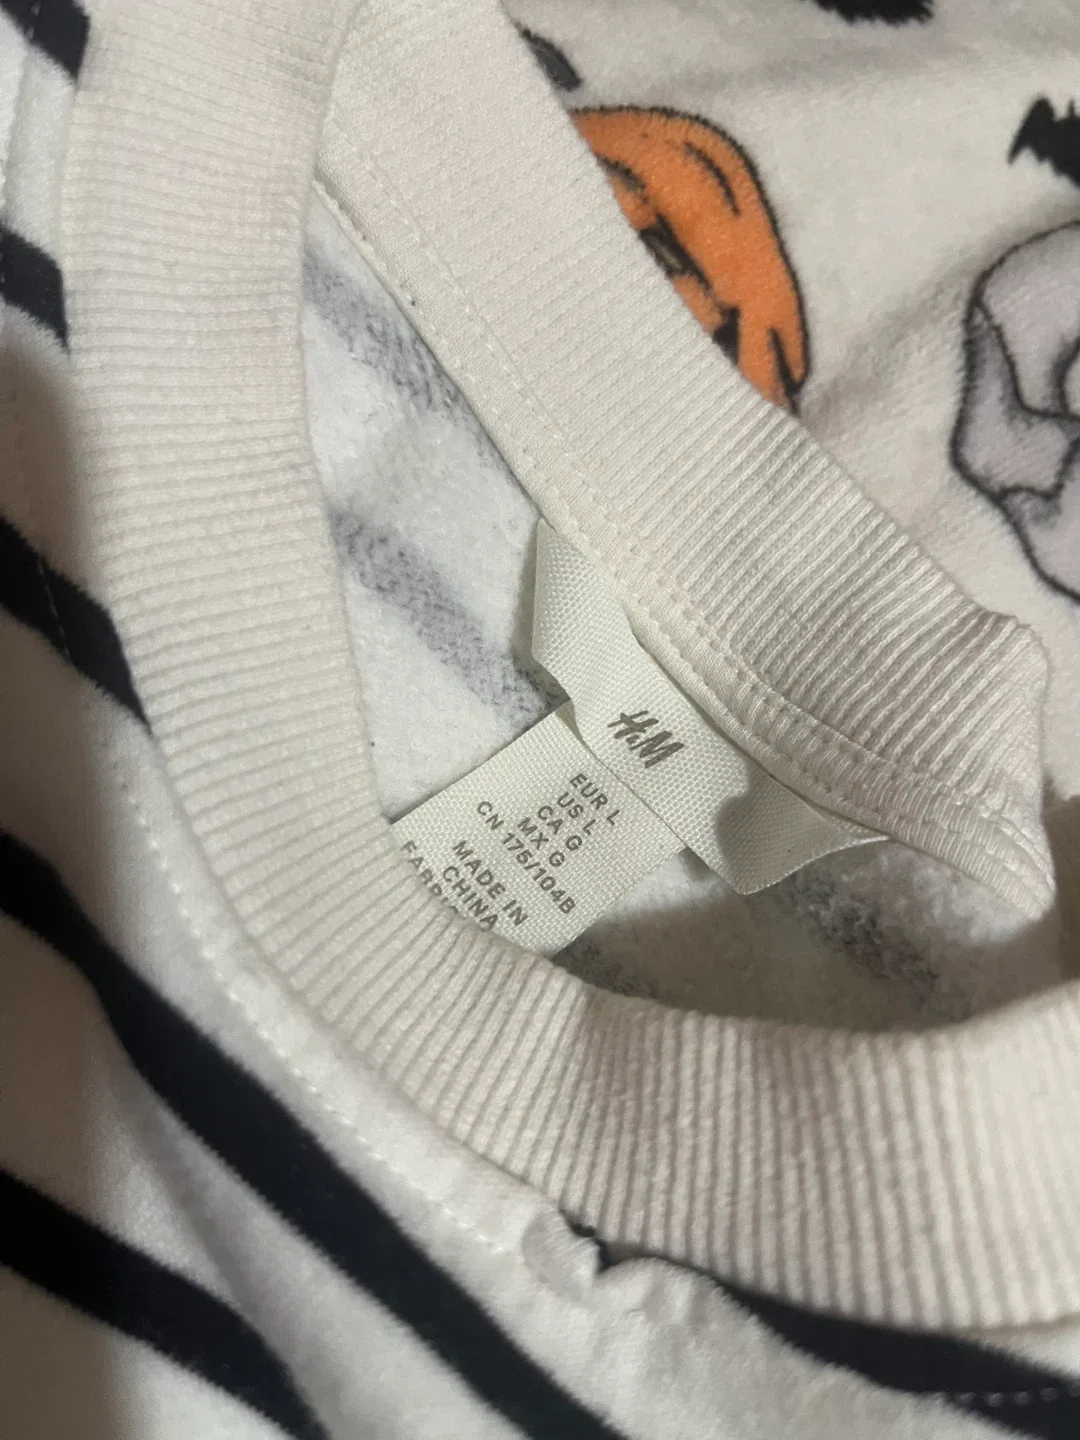 H&M
EUR L
US L
CA G
MX G
CN 175/104B
MADE IN
CHINA